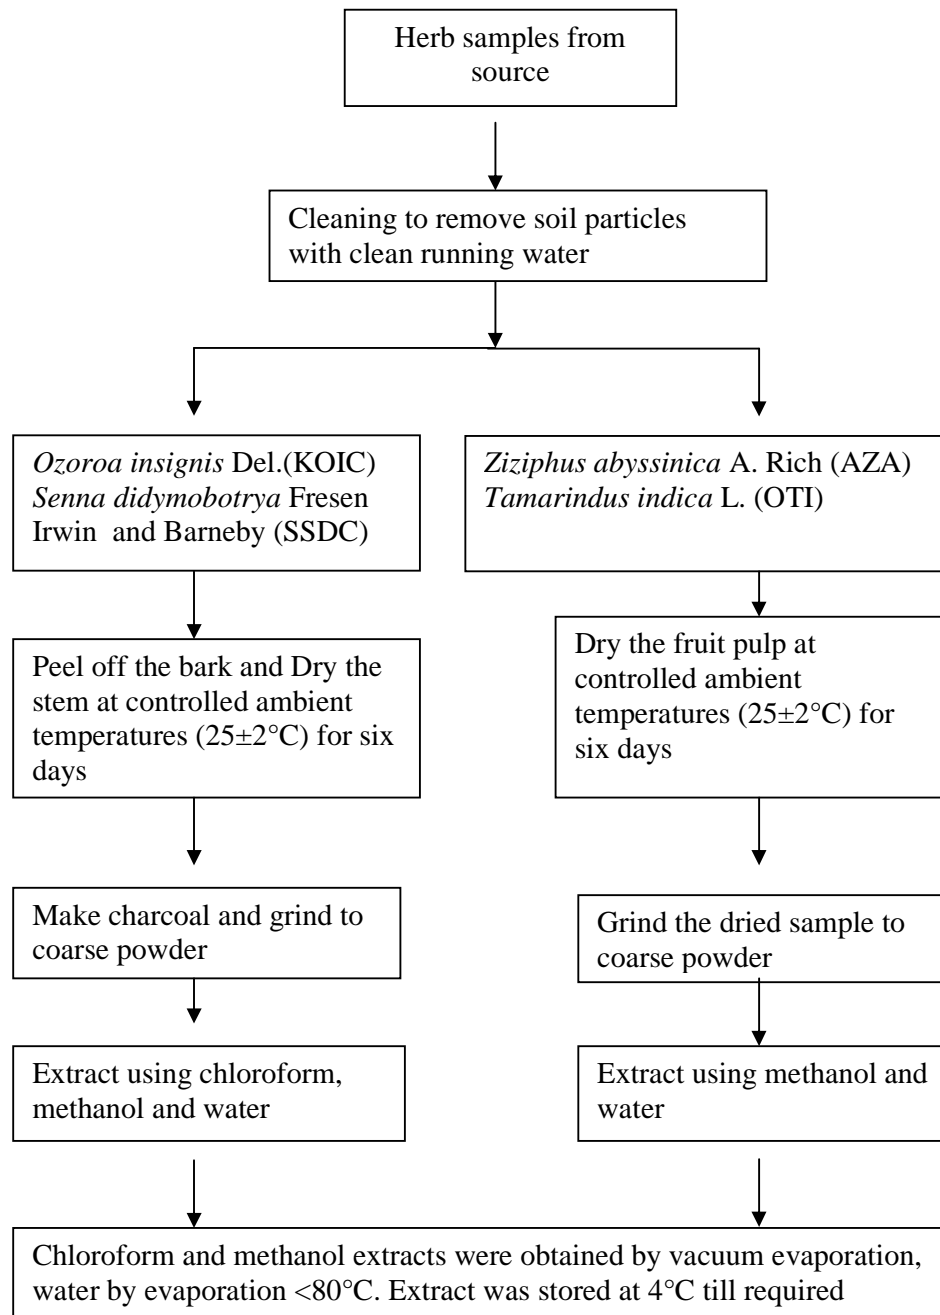 Herb samples from
source
Cleaning to remove soil particles
with clean running water
Ozoroa insignis Del.(KOIC)
Senna didymobotrya Fresen
Irwin and Barneby (SSDC)
Ziziphus abyssinica A. Rich (AZA)
Tamarindus indica L. (OTI)
Peel off the bark and Dry the
stem at controlled ambient
temperatures (25±2°C) for six
days
Dry the fruit pulp at
controlled ambient
temperatures (25±2°C) for
six days
Make charcoal and grind to
coarse powder
Grind the dried sample to
coarse powder
Extract using chloroform,
methanol and water
Extract using methanol and
water
Chloroform and methanol extracts were obtained by vacuum evaporation,
water by evaporation <80°C. Extract was stored at 4°C till required